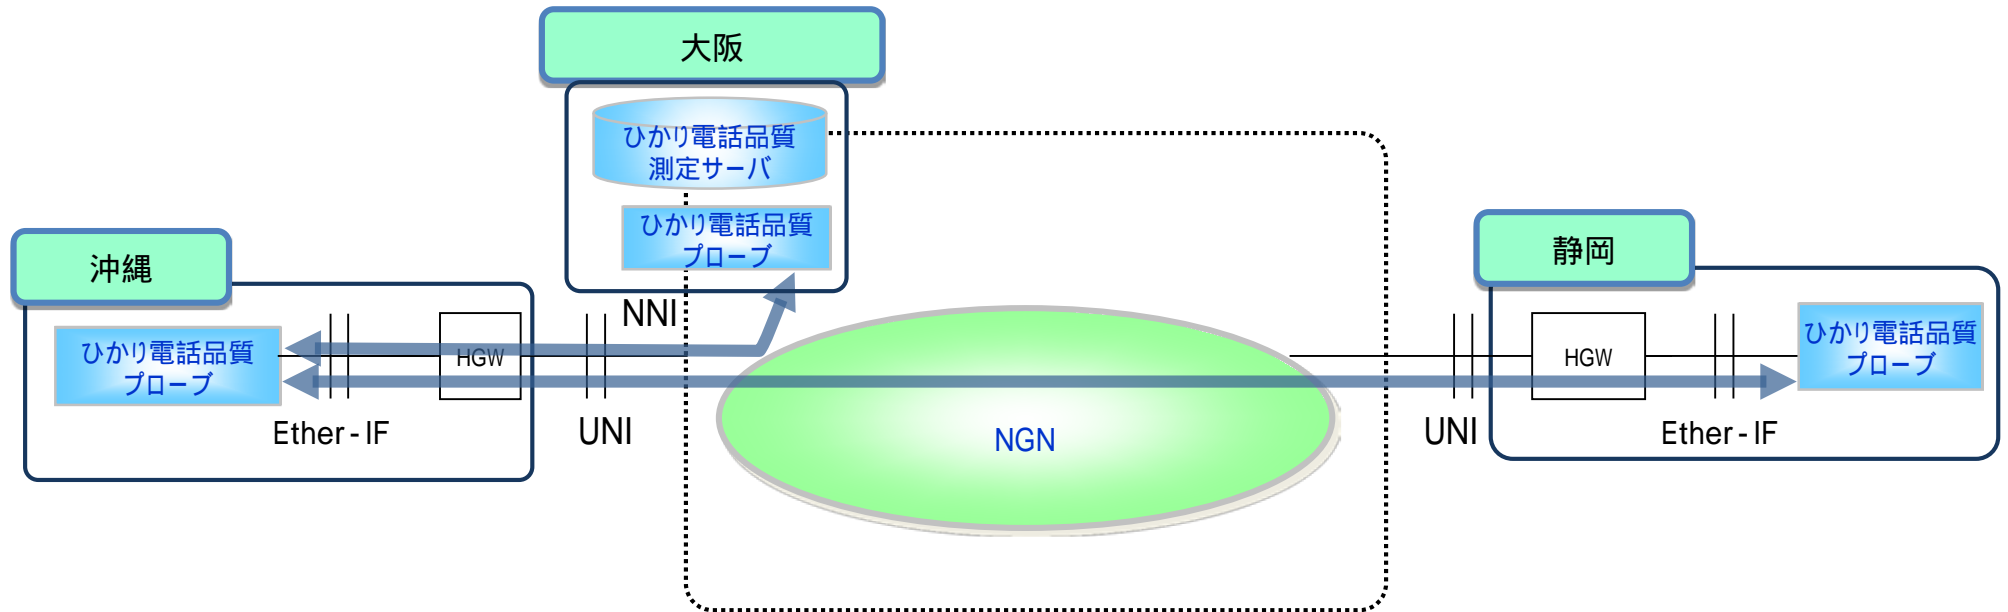 大阪
ひかり電話品質
測定サーバ
ひかり電話品質
プローブ
沖縄
ひかり電話品質
プローブ
HGW
Ether-IF
UNI
NNI
NGN
静岡
UNI
HGW
Ether-IF
ひかり電話品質
プローブ